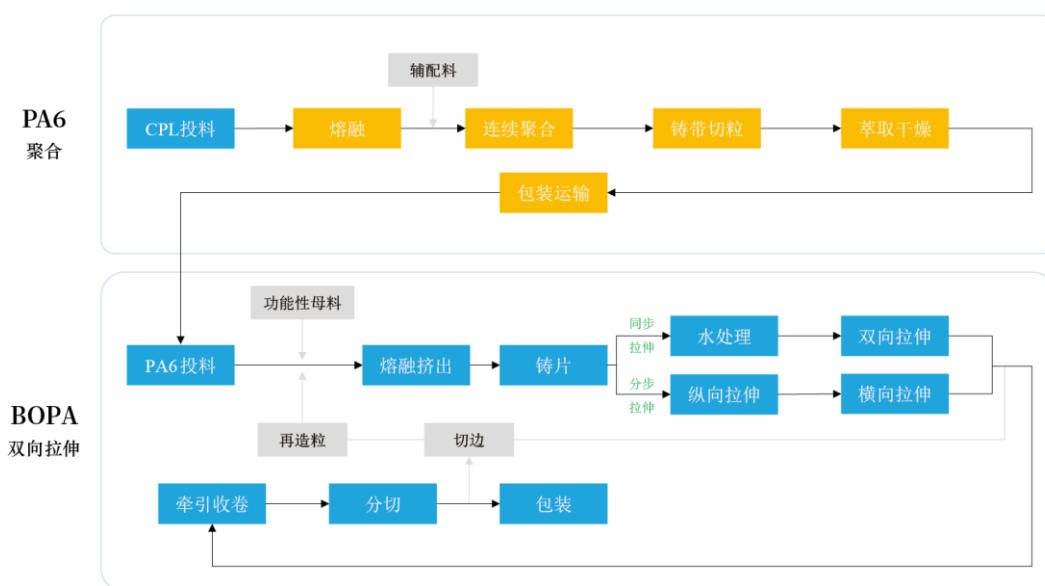 辅配料
PA6
聚合
CPL投料
熔融
连续聚合
铸带切粒
萃取干燥
包装运输
功能性母料
同步
拉伸
水处理
双向拉伸
PA6投料
熔融挤出
铸片
分步
拉伸
纵向拉伸
横向拉伸
BOPA
双向拉伸
再造粒
切边
牵引收卷
分切
包装